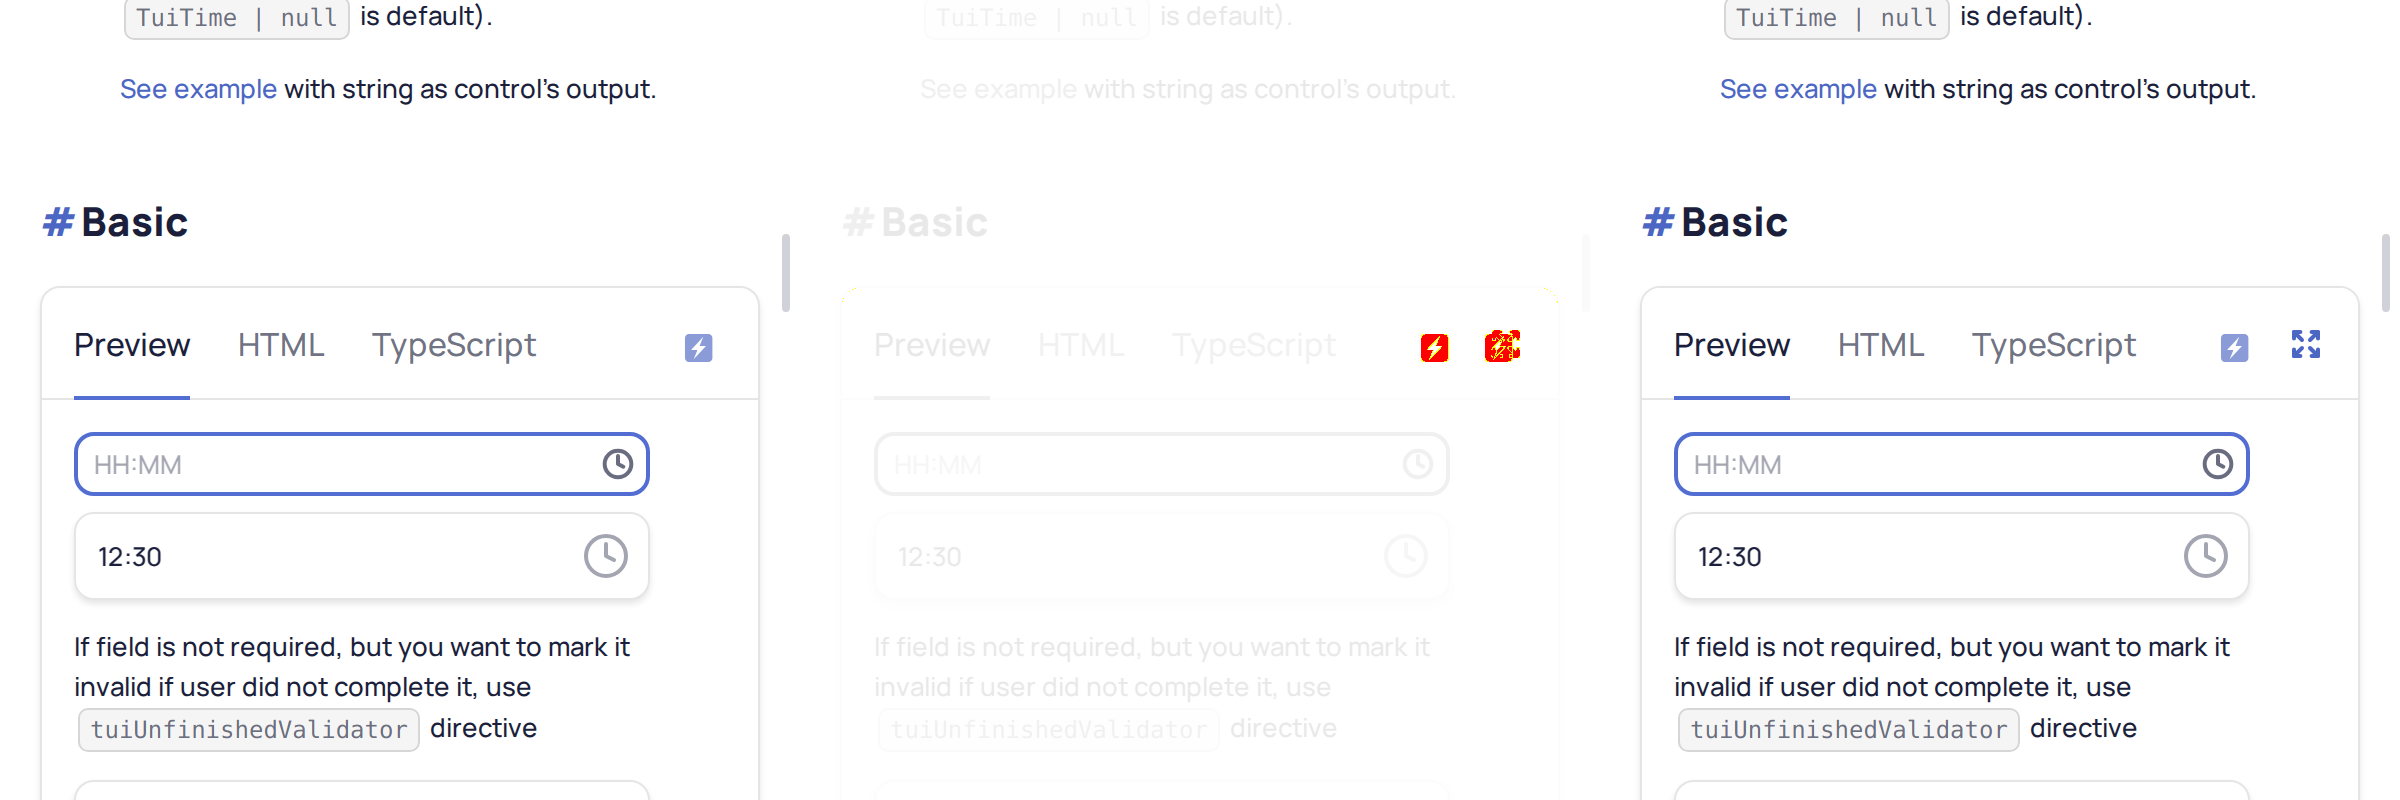 TuiTime | null is default).
See example with string as control's output.
# Basic
Preview HTML TypeScript
HH:MM
12:30
If field is not required, but you want to mark it
invalid if user did not complete it, use
tuiUnfinishedValidator directive
TuiTime | null is default).
See example with string as control's output.
# Basic
Preview HTML TypeScript
HH:MM
12:30
If field is not required, but you want to mark it
invalid if user did not complete it, use
tuiUnfinishedValidator directive
TuiTime | null is default).
See example with string as control's output.
# Basic
Preview HTML TypeScript
HH:MM
12:30
If field is not required, but you want to mark it
invalid if user did not complete it, use
tuiUnfinishedValidator directive